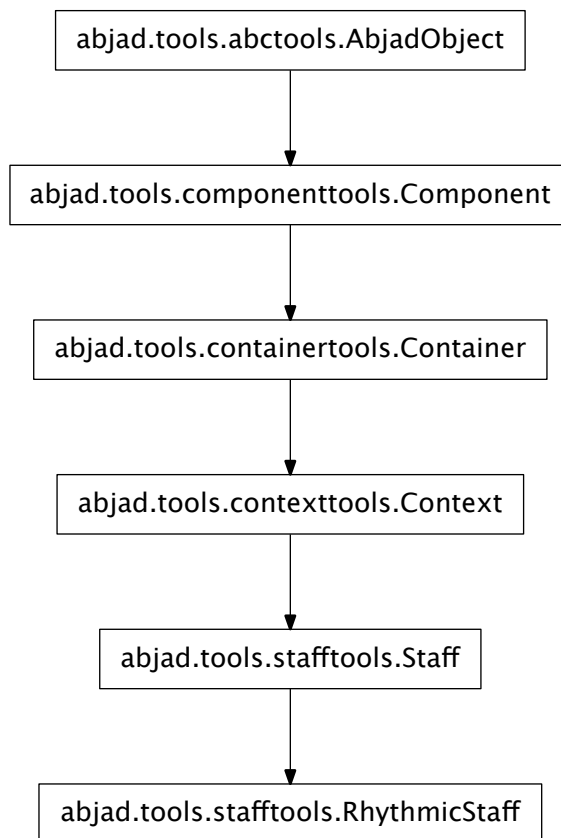 abjad.tools.abctools.AbjadObject
abjad.tools.componenttools.Component
abjad.tools.containertools.Container
abjad.tools.contexttools.Context
abjad.tools.stafftools.Staff
abjad.tools.stafftools.RhythmicStaff